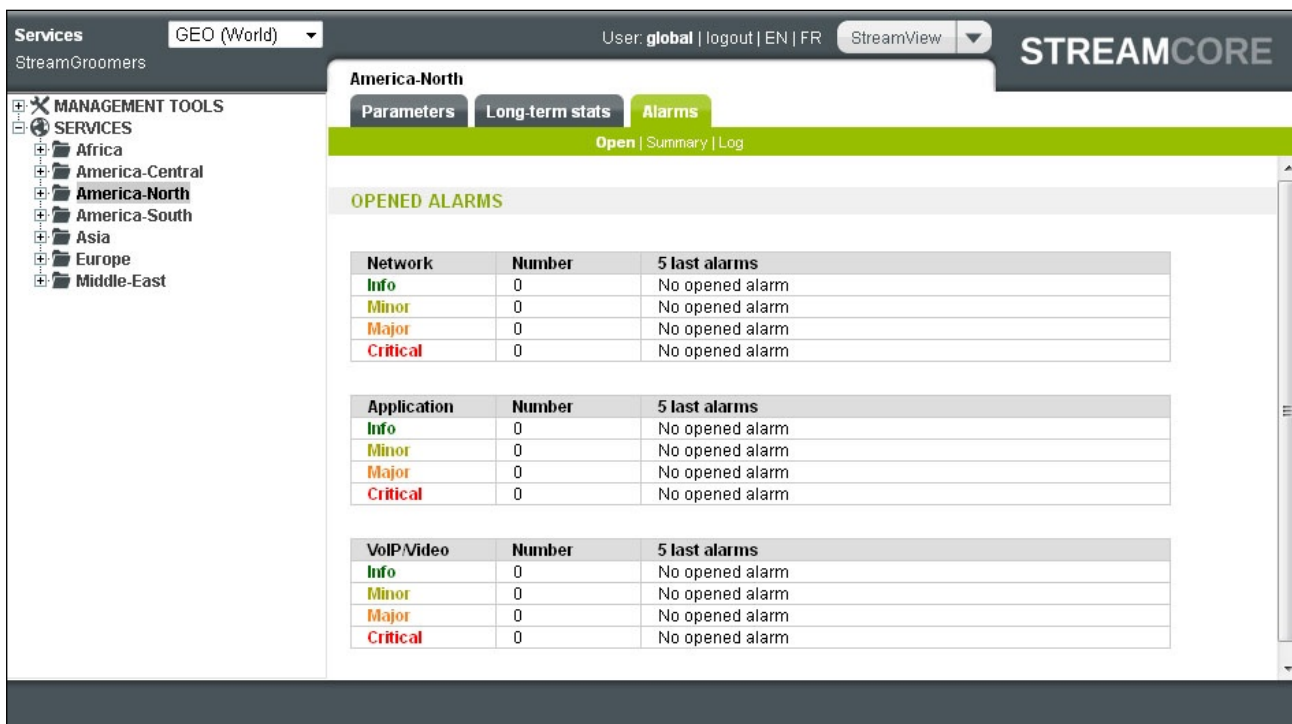 Services GEO (World)
StreamGroomers
User: global | logout | EN | FR StreamView
STREAMCORE
MANAGEMENT TOOLS
SERVICES
Africa
America-Central
America-North
America-South
Asia
Europe
Middle-East
America-North
Parameters Long-term stats Alarms
Open | Summary | Log
OPENED ALARMS
Network Number 5 last alarms
Info 0 No opened alarm
Minor 0 No opened alarm
Major 0 No opened alarm
Critical 0 No opened alarm
Application Number 5 last alarms
Info 0 No opened alarm
Minor 0 No opened alarm
Major 0 No opened alarm
Critical 0 No opened alarm
VoIP/Video Number 5 last alarms
Info 0 No opened alarm
Minor 0 No opened alarm
Major 0 No opened alarm
Critical 0 No opened alarm